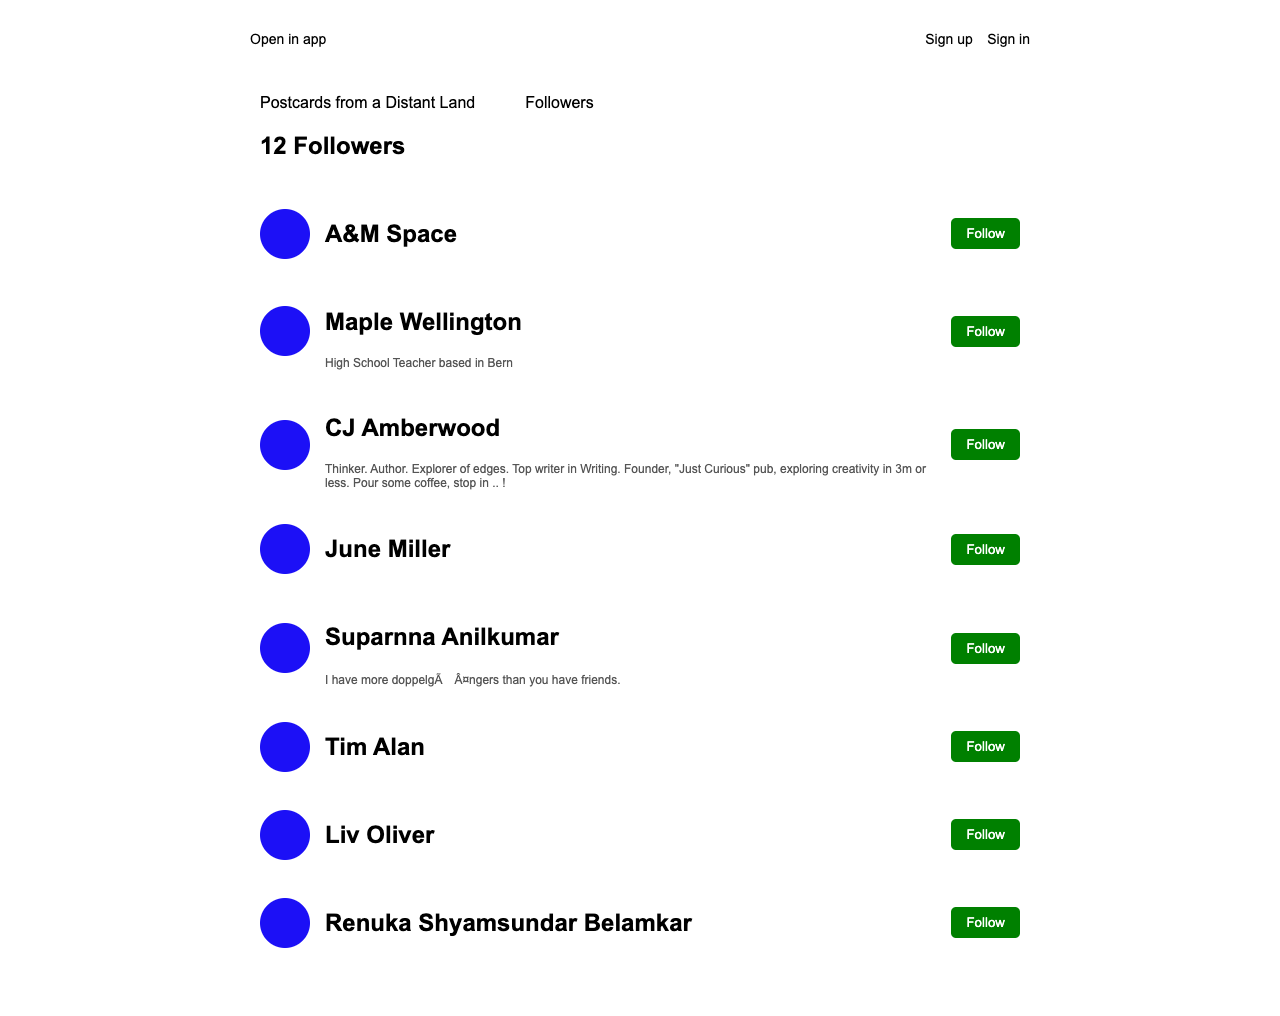 Open in app Sign up Sign in
Postcards from a Distant Land Followers
12 Followers
A&M Space Follow
Maple Wellington Follow
High School Teacher based in Bern
CJ Amberwood Follow
Thinker. Author. Explorer of edges. Top writer in Writing. Founder, "Just Curious" pub, exploring creativity in 3m or
less. Pour some coffee, stop in .. !
June Miller Follow
Suparnna Anilkumar Follow
I have more doppelgÃ Â¤ngers than you have friends.
Tim Alan Follow
Liv Oliver Follow
Renuka Shyamsundar Belamkar Follow